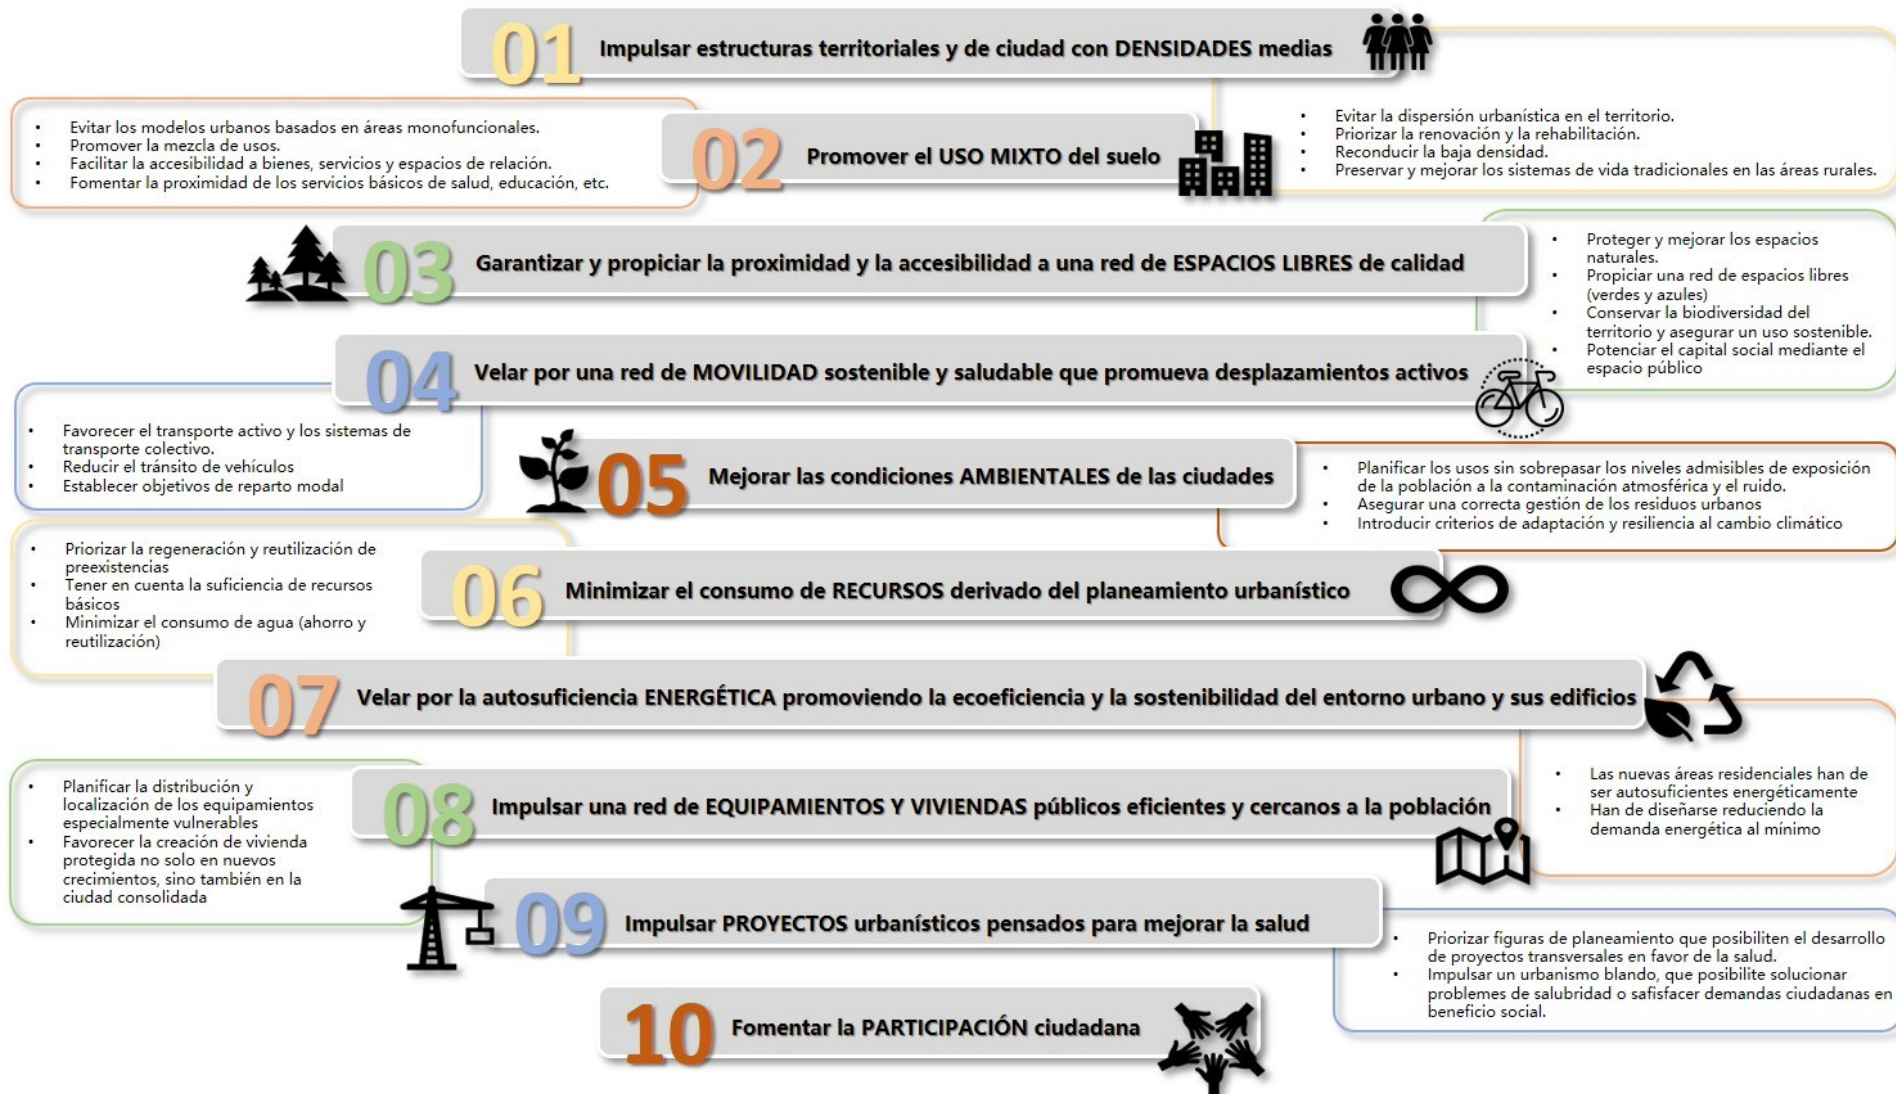 01 Impulsar estructuras territoriales y de ciudad con DENSIDADES medias
• Evitar la dispersión urbanística en el territorio.
• Priorizar la renovación y la rehabilitación.
• Reconducir la baja densidad.
• Preservar y mejorar los sistemas de vida tradicionales en las áreas rurales.
02 Promover el USO MIXTO del suelo
• Evitar los modelos urbanos basados en áreas monofuncionales.
• Promover la mezcla de usos.
• Facilitar la accesibilidad a bienes, servicios y espacios de relación.
• Fomentar la proximidad de los servicios básicos de salud, educación, etc.
03 Garantizar y propiciar la proximidad y la accesibilidad a una red de ESPACIOS LIBRES de calidad
• Proteger y mejorar los espacios
naturales.
• Propiciar una red de espacios libres
(verdes y azules)
• Conservar la biodiversidad del
territorio y asegurar un uso sostenible.
• Potenciar el capital social mediante el
espacio público
04 Velar por una red de MOVILIDAD sostenible y saludable que promueva desplazamientos activos
• Favorecer el transporte activo y los sistemas de
transporte colectivo.
• Reducir el tránsito de vehículos
• Establecer objetivos de reparto modal
05 Mejorar las condiciones AMBIENTALES de las ciudades
• Planificar los usos sin sobrepasar los niveles admisibles de exposición
de la población a la contaminación atmosférica y el ruido.
• Asegurar una correcta gestión de los residuos urbanos
• Introducir criterios de adaptación y resiliencia al cambio climático
06 Minimizar el consumo de RECURSOS derivado del planeamiento urbanístico
• Priorizar la regeneración y reutilización de
preexistencias
• Tener en cuenta la suficiencia de recursos
básicos
• Minimizar el consumo de agua (ahorro y
reutilización)
07 Velar por la autosuficiencia ENERGÉTICA promoviendo la ecoeficiencia y la sostenibilidad del entorno urbano y sus edificios
• Las nuevas áreas residenciales han de
ser autosuficientes energéticamente
• Han de diseñarse reduciendo la
demanda energética al mínimo
08 Impulsar una red de EQUIPAMIENTOS Y VIVIENDAS públicos eficientes y cercanos a la población
• Planificar la distribución y
localización de los equipamientos
especialmente vulnerables
• Favorecer la creación de vivienda
protegida no solo en nuevos
crecimientos, sino también en la
ciudad consolidada
09 Impulsar PROYECTOS urbanísticos pensados para mejorar la salud
• Priorizar figuras de planeamiento que posibiliten el desarrollo
de proyectos transversales en favor de la salud.
• Impulsar un urbanismo blando, que posibilite solucionar
problemas de salubridad o safisfacer demandas ciudadanas en
beneficio social.
10 Fomentar la PARTICIPACIÓN ciudadana